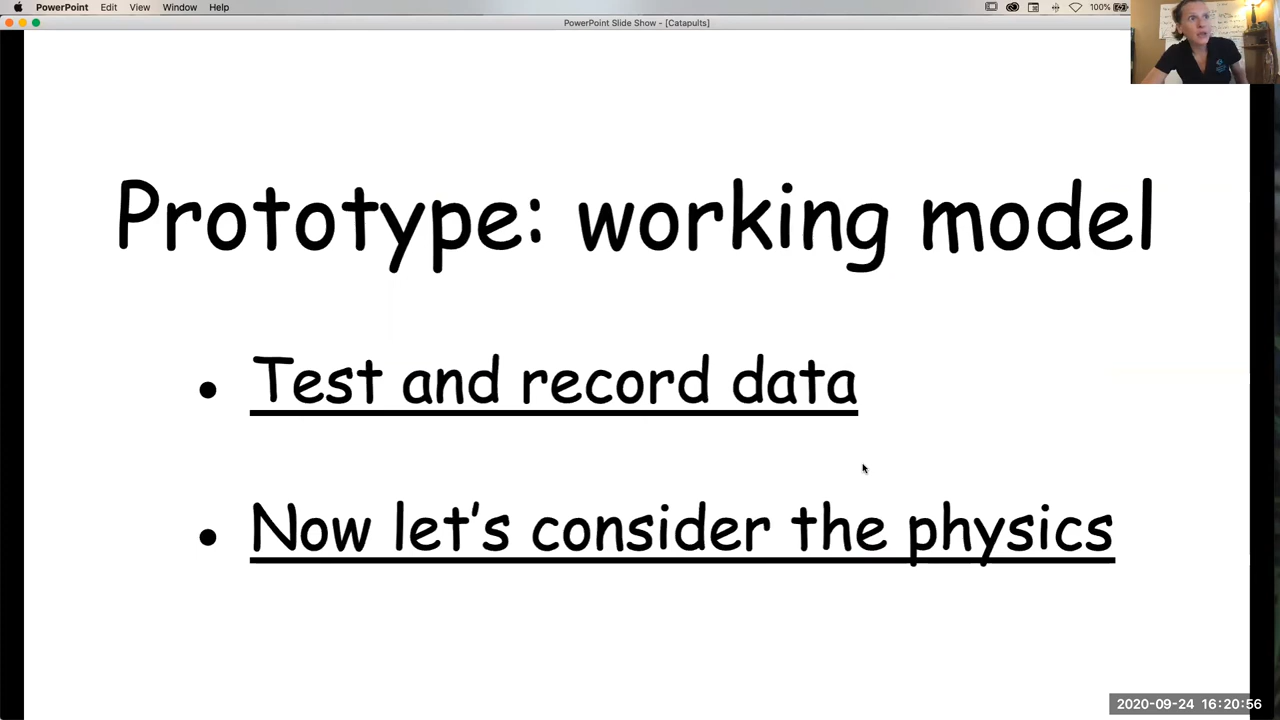 PowerPoint Edit View Window Help
100%
PowerPoint Slide Show - [Catapults]
Prototype: working model
• Test and record data
• Now let's consider the physics
2020-09-24 16:20:56